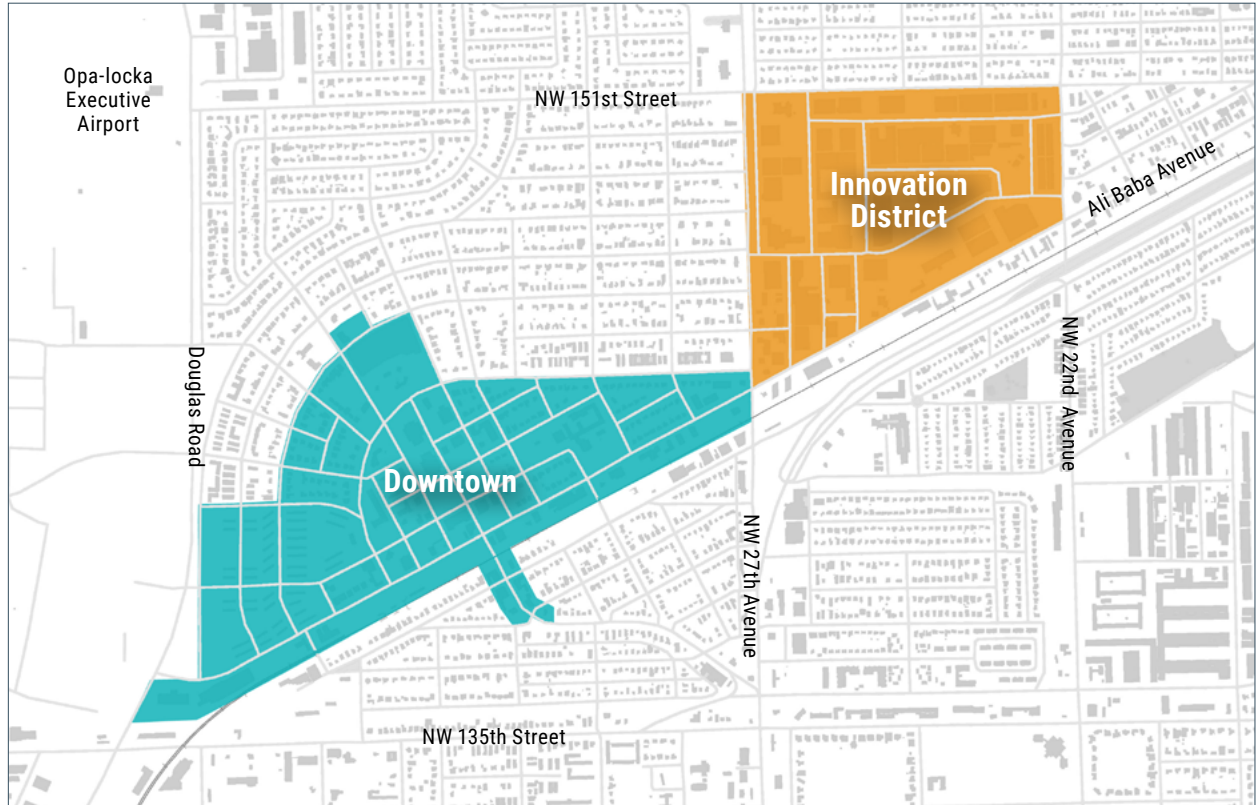 Opa-locka
Executive
Airport
NW 151st Street
Innovation
District
Ali Baba Avenue
Douglas Road
NW 22nd Avenue
Downtown
NW 27th Avenue
NW 135th Street